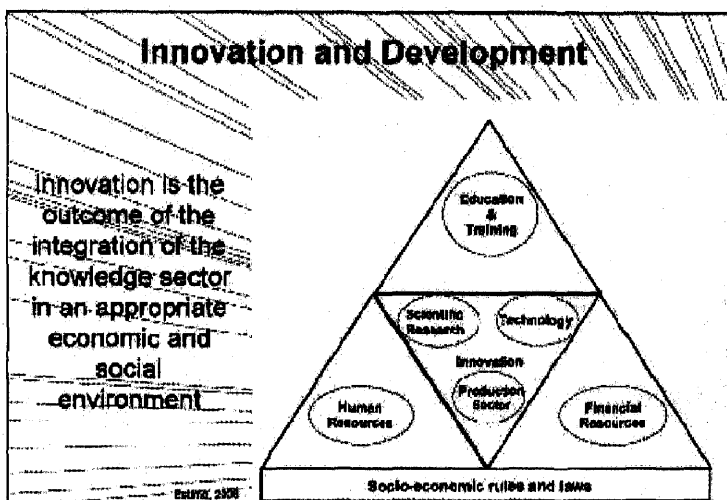 Innovation and Development
Innovation is the
outcome of the
integration of the
knowledge sector
in an appropriate
economic and
social
environment
Education
&
Training
Scientific
Research
Technology
Innovation
Production
Sector
Human
Resources
Financial
Resources
Socio-economic rules and laws